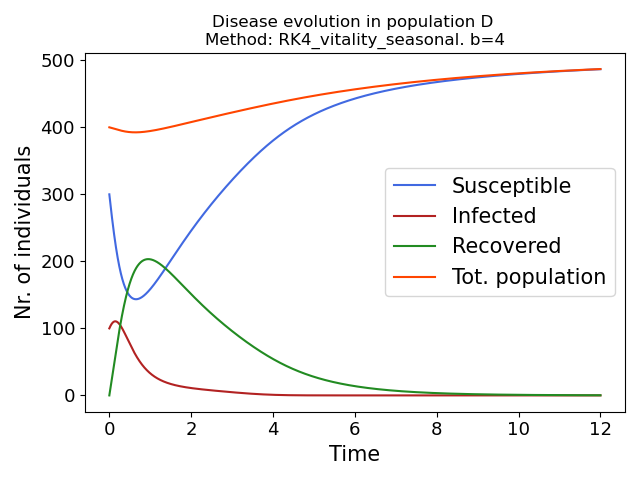 Disease evolution in population D
Method: RK4_vitality_seasonal. b=4
Nr. of individuals
500
400
300
200
100
0
Susceptible
Infected
Recovered
Tot. population
0 2 4 6 8 10 12
Time